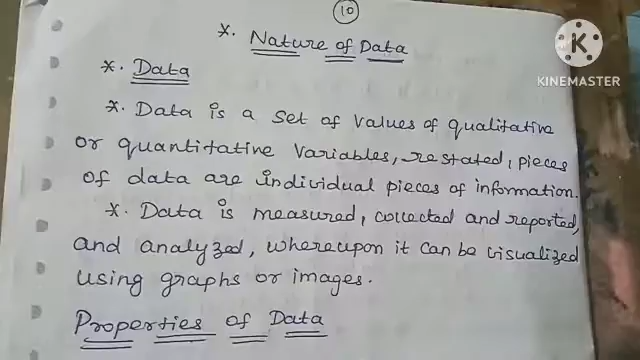 10
*. Nature of Data
*. Data
*. Data is a set of values of qualitative
or quantitative variables, restated, pieces
of data are individual pieces of information.
*. Data is measured, collected and reported,
and analyzed, whereupon it can be visualized
using graphs or images.
Properties of Data
K
KINEMASTER